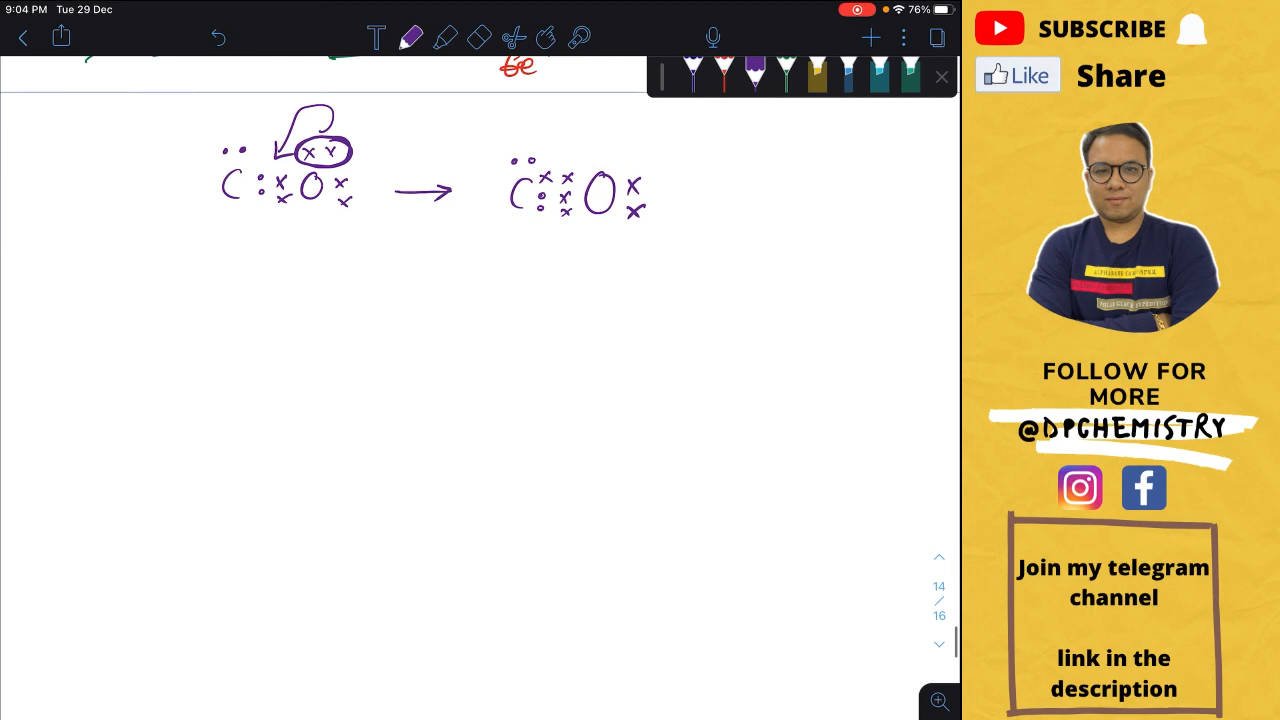 9:04 PM Tue 29 Dec
76%
SUBSCRIBE
Like
Share
C O → C O
14
/
16
FOLLOW FOR
MORE
@DPCHEMISTRY
Join my telegram
channel
link in the
description